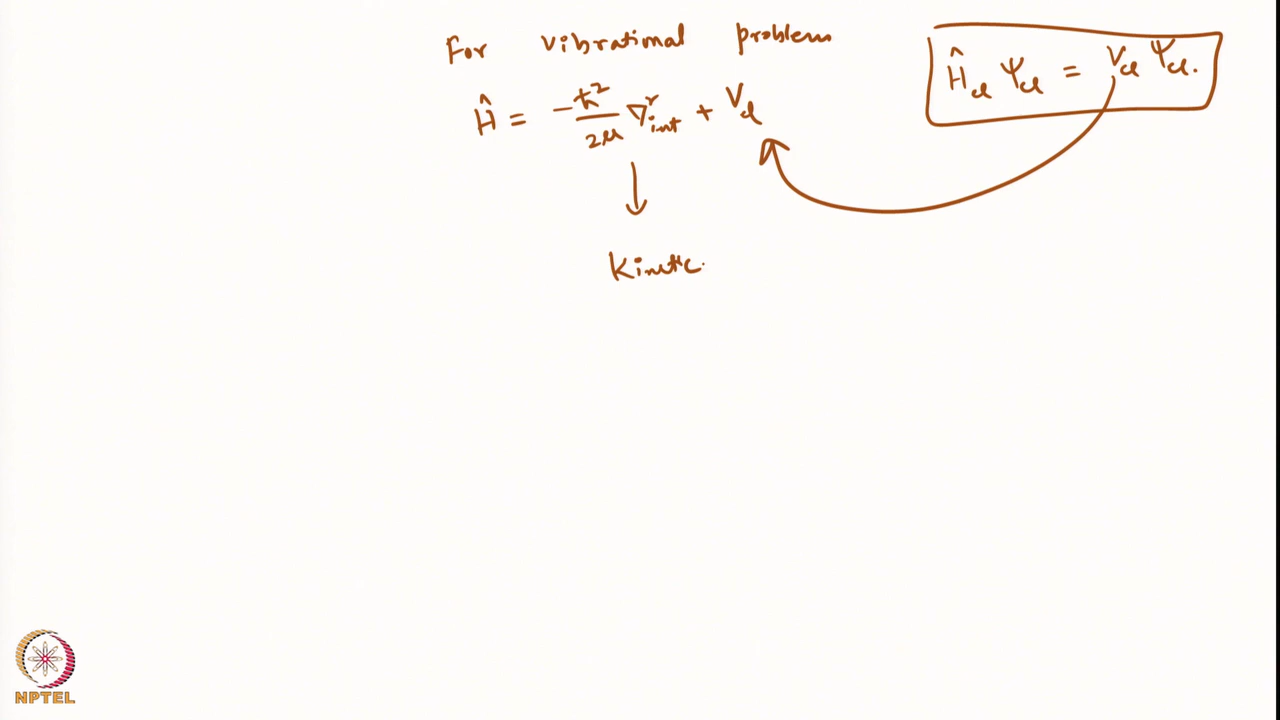 For vibrational problem
Ĥ = -ħ²/2μ ∇²int + Vel
Kinetic.
Ĥel Ψel = Vel Ψel.
NPTEL